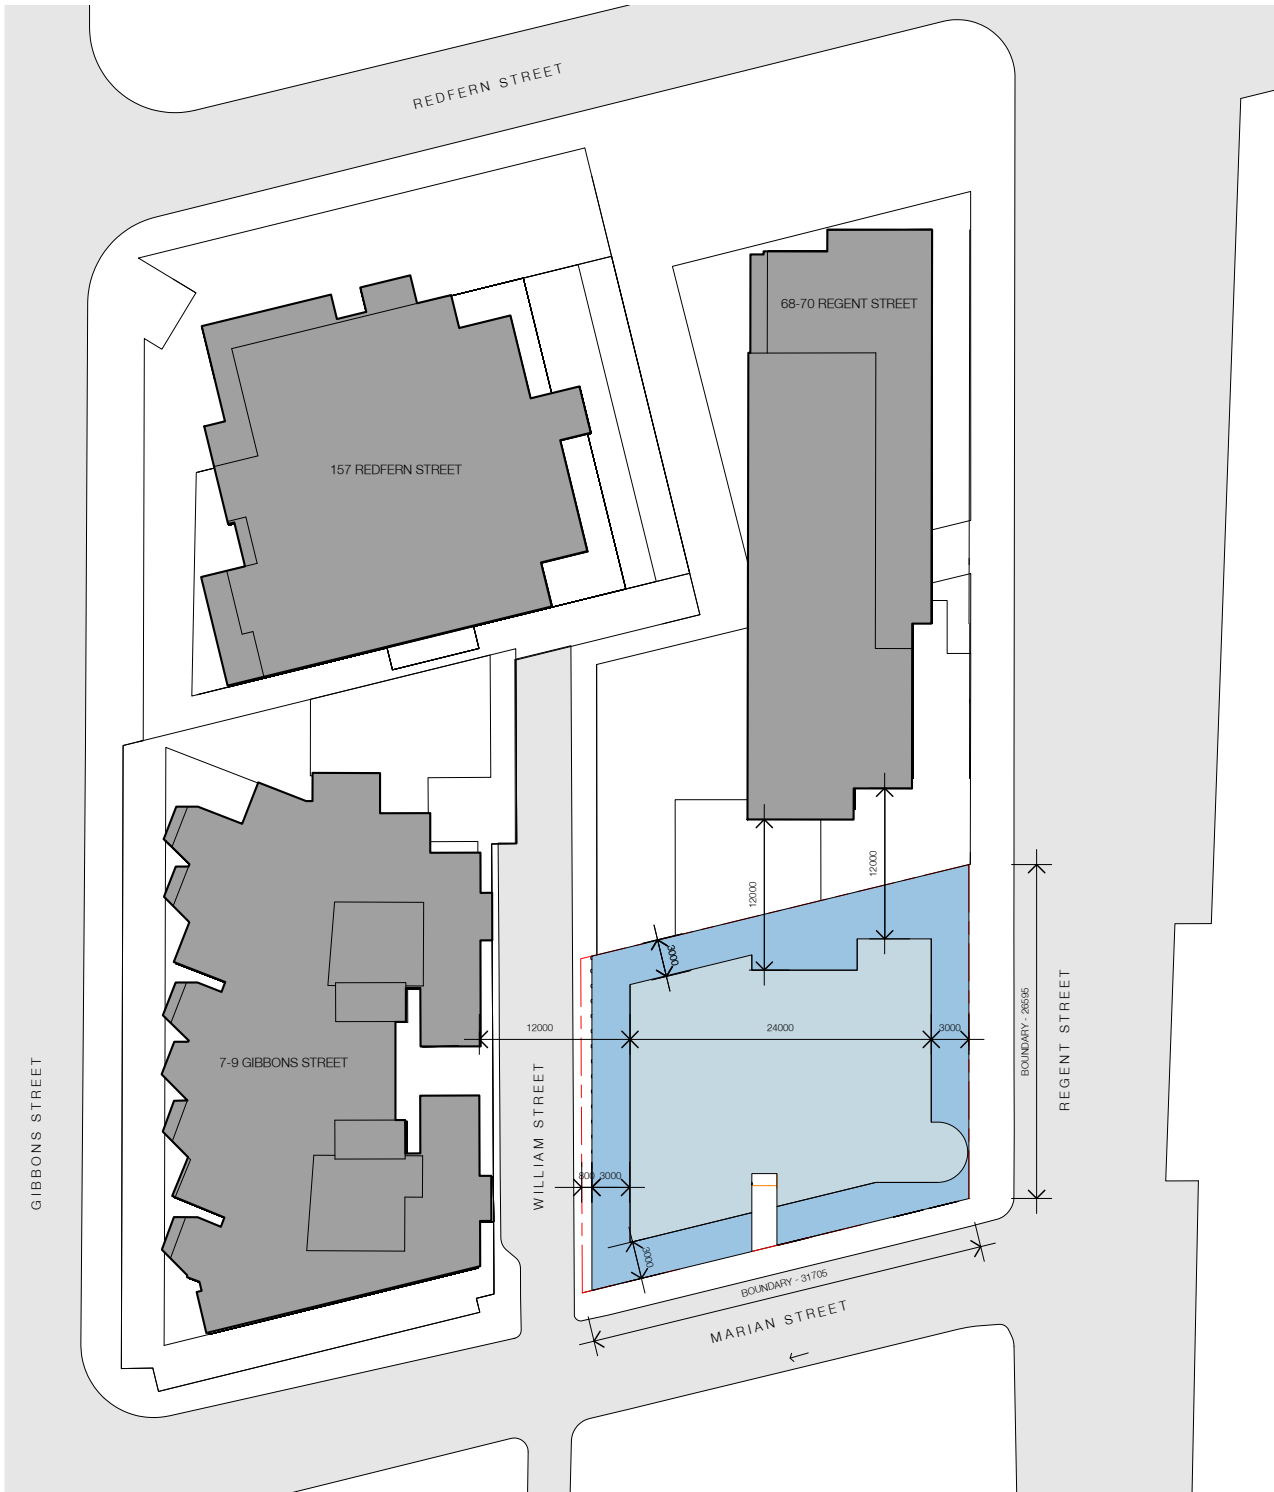 REDFERN STREET
68-70 REGENT STREET
157 REDFERN STREET
12000
12000
3000
12000
24000
3000
BOUNDARY - 26595
REGENT STREET
7-9 GIBBONS STREET
GIBBONS STREET
WILLIAM STREET
800
3000
3000
BOUNDARY - 31705
MARIAN STREET